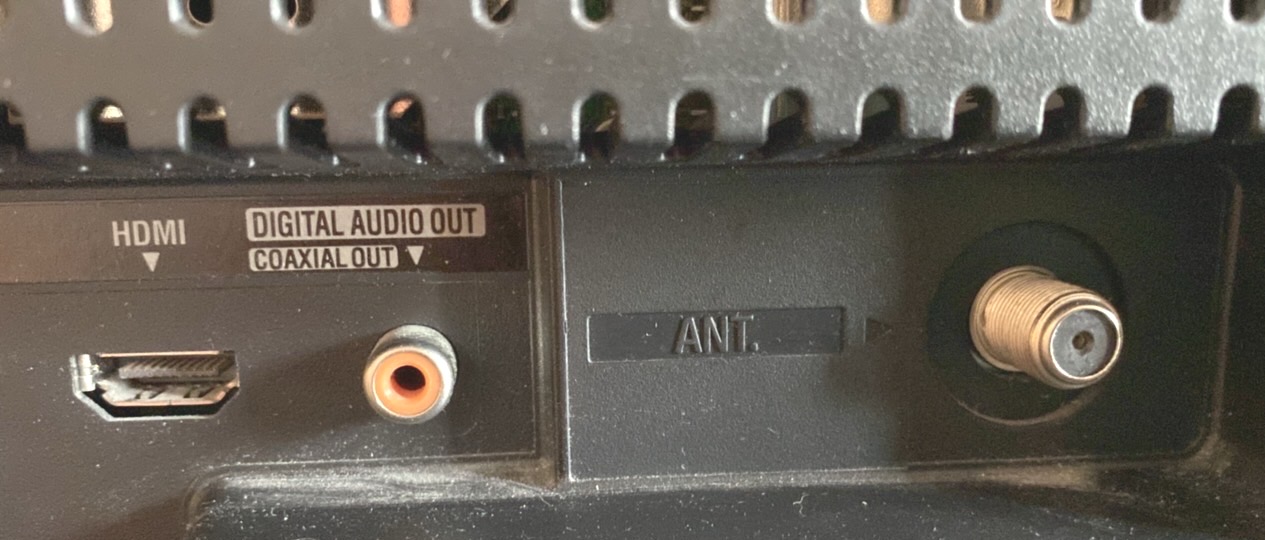 HDMI
DIGITAL AUDIO OUT
COAXIAL OUT
ANT.